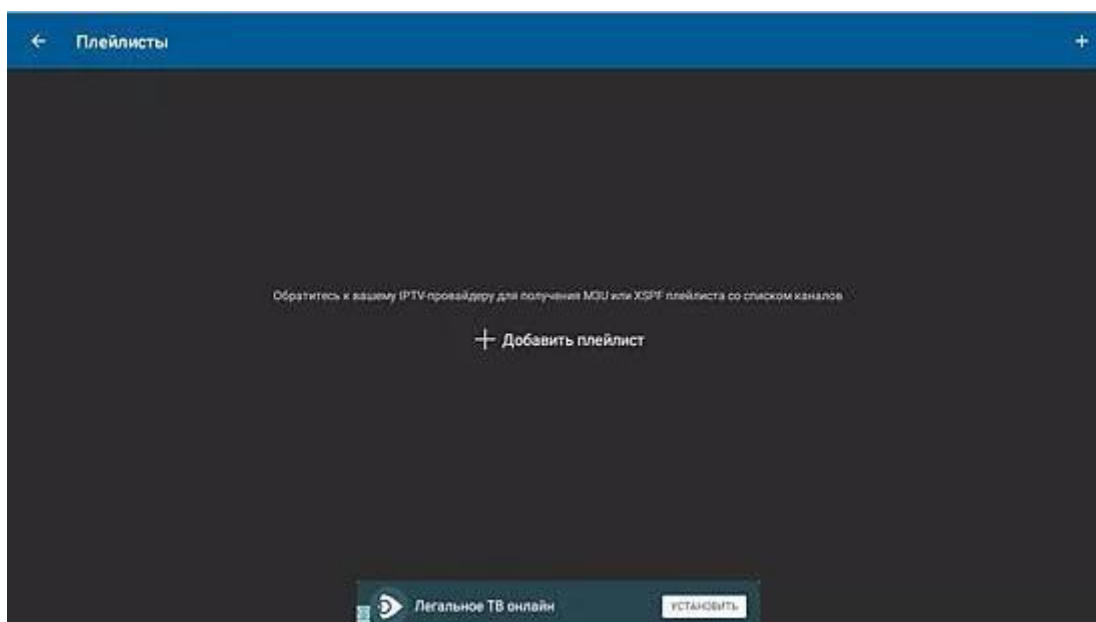 Плейлисты
Обратитесь к вашему IPTV-провайдеру для получения M3U или XSPF плейлиста со списком каналов
Добавить плейлист
Легальное ТВ онлайн
УСТАНОВИТЬ